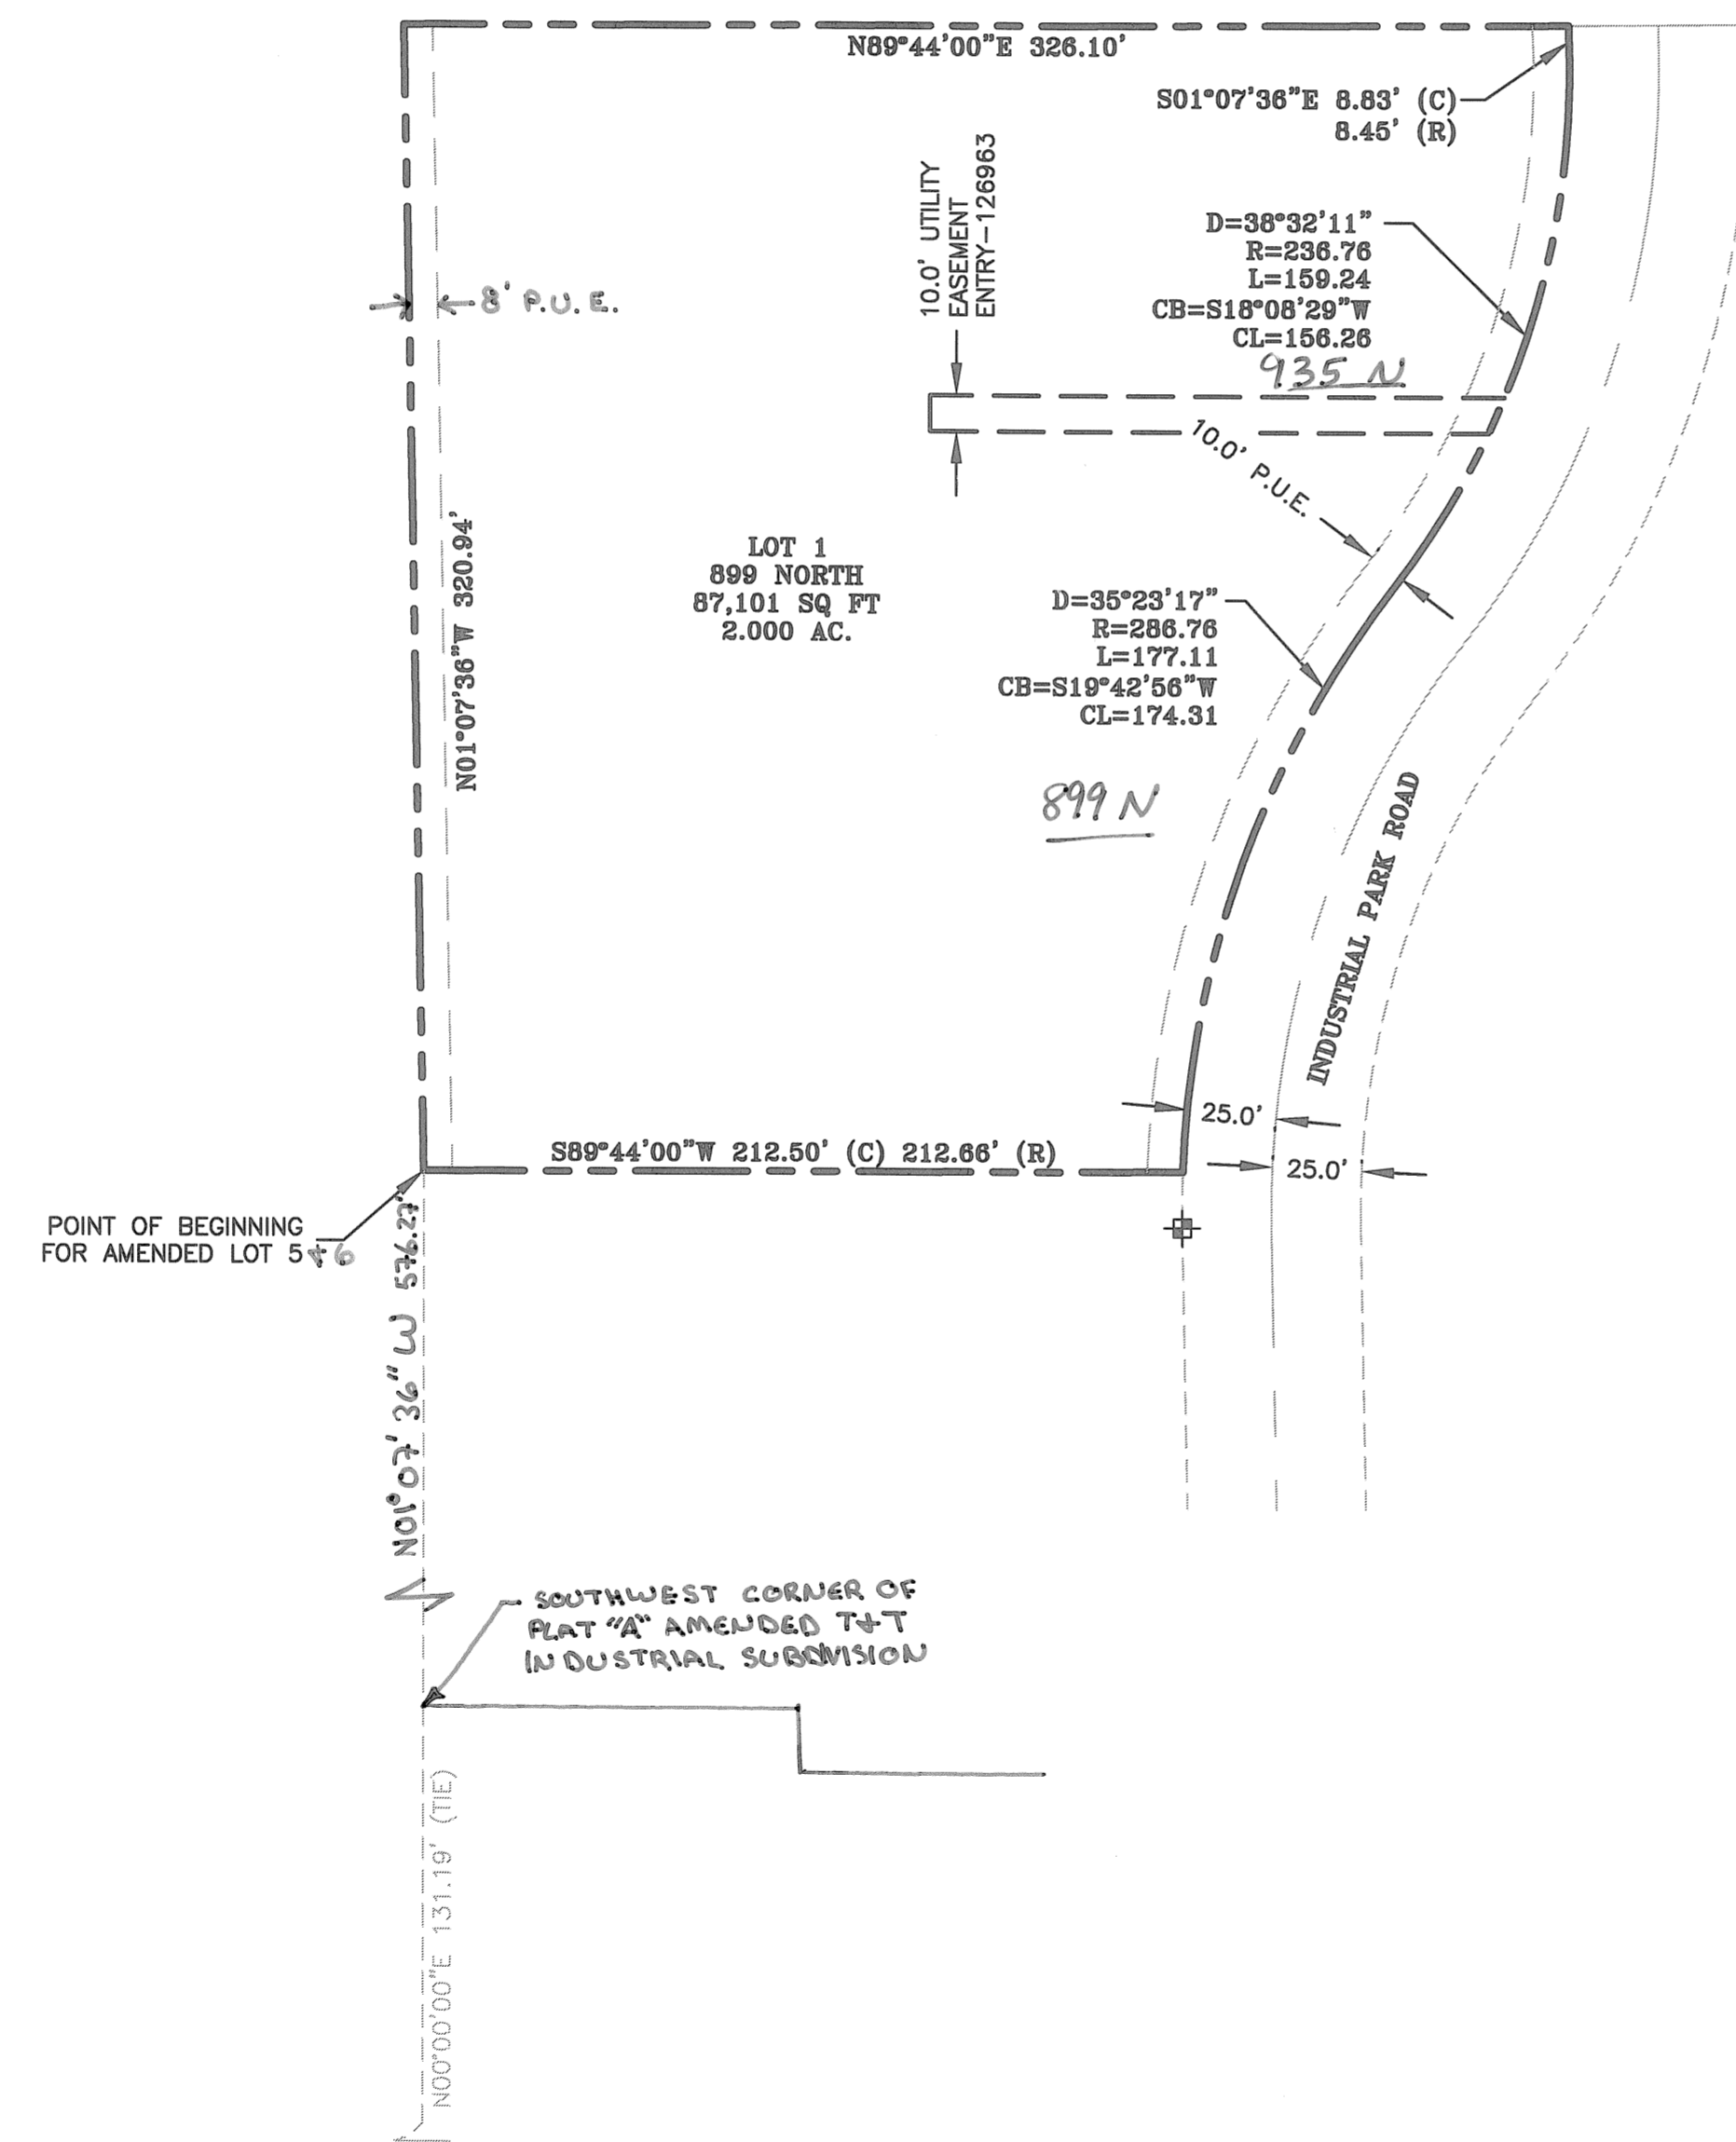 N89°44'00"E 326.10'
S01°07'36"E 8.83' (C)
8.45' (R)
10.0' UTILITY
EASEMENT
ENTRY-126963
D=38°32'11"
R=236.76
L=159.24
CB=S18°08'29"W
CL=156.26
935 N
8' P.U.E.
10.0' P.U.E.
N01°07'36"W 320.94'
LOT 1
899 NORTH
87,101 SQ FT
2.000 AC.
D=35°23'17"
R=286.76
L=177.11
CB=S19°42'56"W
CL=174.31
899 N
INDUSTRIAL PARK ROAD
25.0'
S89°44'00"W 212.50' (C) 212.66' (R)
25.0'
POINT OF BEGINNING
FOR AMENDED LOT 5 & 6
N01°07'36" W 576.27'
SOUTHWEST CORNER OF
PLAT "A" AMENDED T&T
INDUSTRIAL SUBDIVISION
N00°00'00"E 131.19' (TIE)